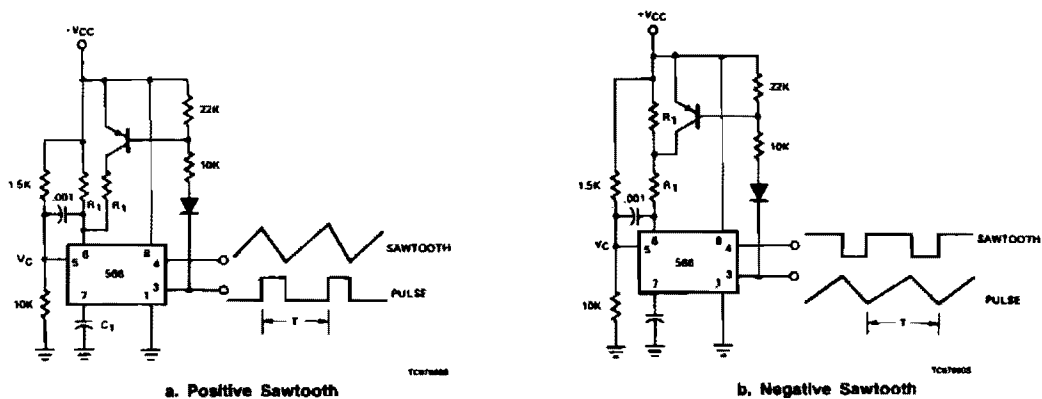 +VCC
22K
10K
1.5K
.001
R1
R1
VC
5
6
8
4
566
3
7
1
SAWTOOTH
PULSE
10K
C1
T
a. Positive Sawtooth
+VCC
22K
R1
10K
1.5K
R1
.001
VC
5
6
8
4
566
3
7
1
SAWTOOTH
PULSE
10K
T
b. Negative Sawtooth